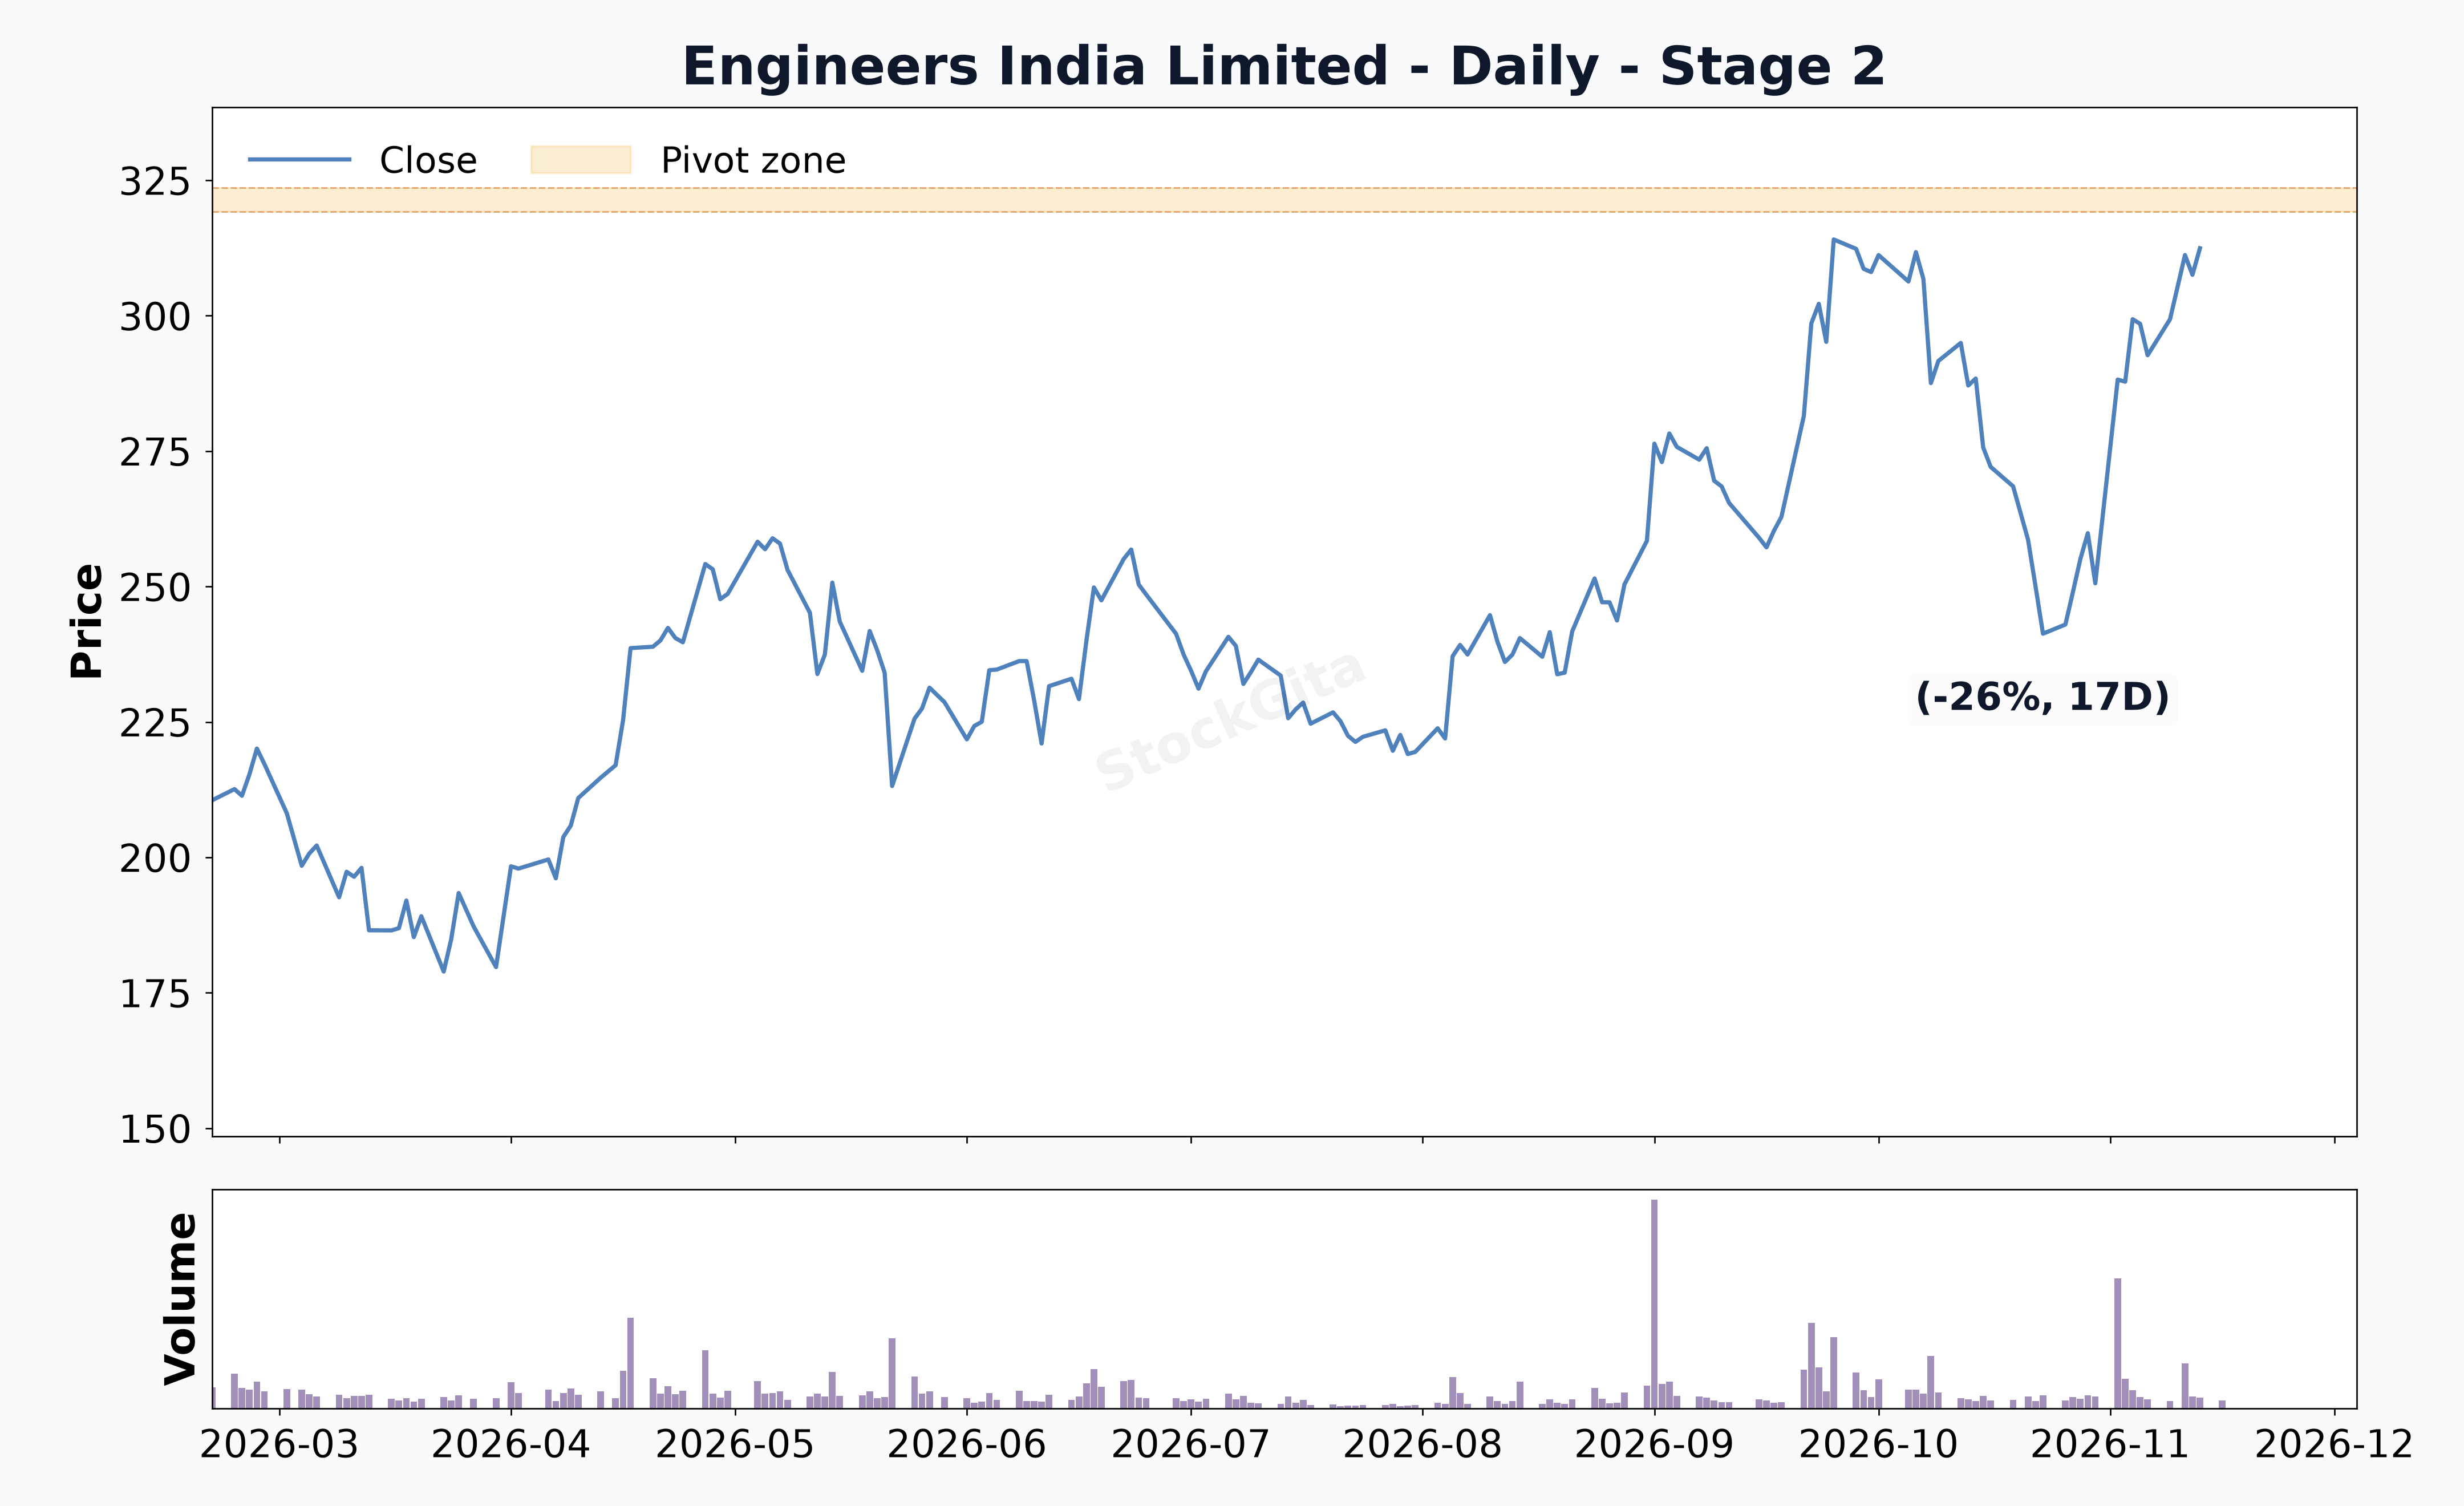 Engineers India Limited - Daily - Stage 2
Close
Pivot zone
325
300
275
250
225
200
175
150
Price
StockGita
(-26%, 17D)
Volume
2026-03
2026-04
2026-05
2026-06
2026-07
2026-08
2026-09
2026-10
2026-11
2026-12